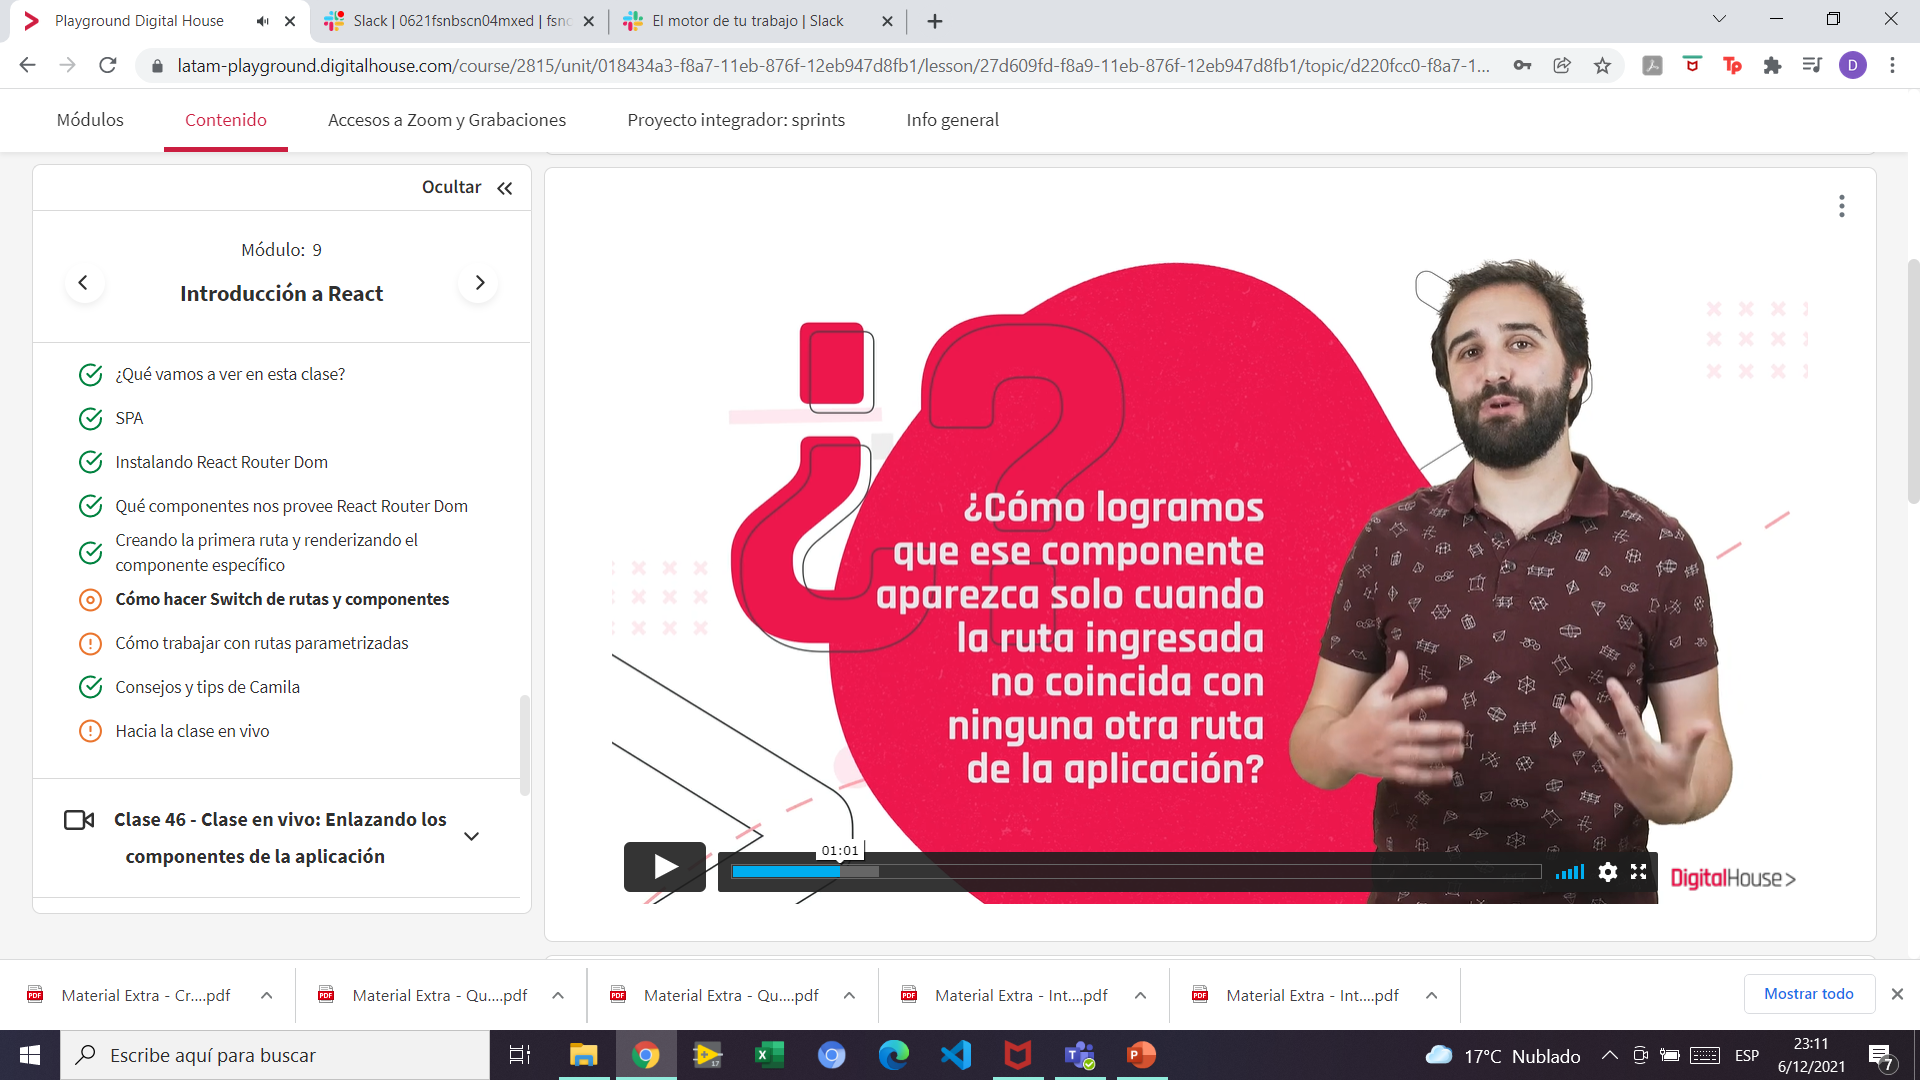 Playground Digital House
Slack | 0621fsnbscn04mxed | fsnc
El motor de tu trabajo | Slack
latam-playground.digitalhouse.com/course/2815/unit/018434a3-f8a7-11eb-876f-12eb947d8fb1/lesson/27d609fd-f8a9-11eb-876f-12eb947d8fb1/topic/d220fcc0-f8a7-1...
Tp
D
Módulos
Contenido
Accesos a Zoom y Grabaciones
Proyecto integrador: sprints
Info general
Ocultar
Módulo: 9
Introducción a React
¿Qué vamos a ver en esta clase?
SPA
Instalando React Router Dom
Qué componentes nos provee React Router Dom
Creando la primera ruta y renderizando el
componente específico
Cómo hacer Switch de rutas y componentes
Cómo trabajar con rutas parametrizadas
Consejos y tips de Camila
Hacia la clase en vivo
Clase 46 - Clase en vivo: Enlazando los
componentes de la aplicación
¿?
¿Cómo logramos
que ese componente
aparezca solo cuando
la ruta ingresada
no coincida con
ninguna otra ruta
de la aplicación?
01:01
DigitalHouse>
PDF
Material Extra - Cr....pdf
PDF
Material Extra - Qu....pdf
PDF
Material Extra - Qu....pdf
PDF
Material Extra - Int....pdf
PDF
Material Extra - Int....pdf
Mostrar todo
Escribe aquí para buscar
17°C Nublado
ESP
23:11
6/12/2021
7